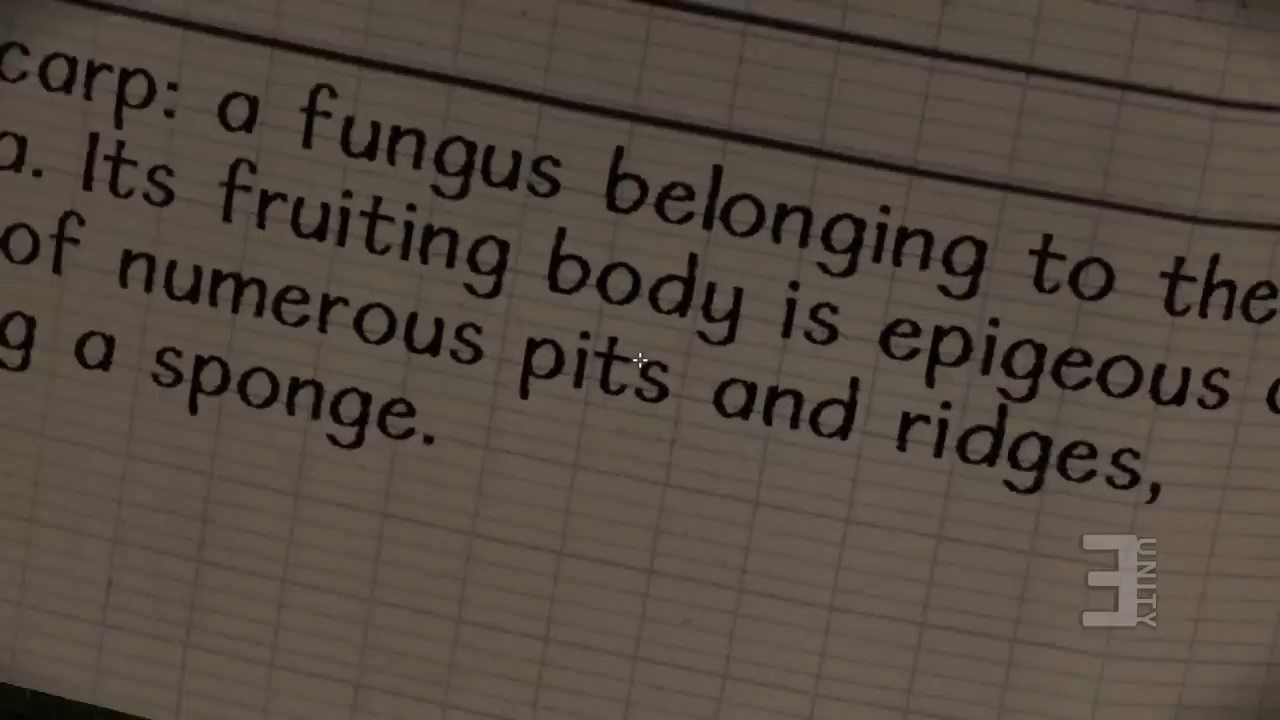 carp: a fungus belonging to the
a. Its fruiting body is epigeous
of numerous pits and ridges,
g a sponge.
UNITY